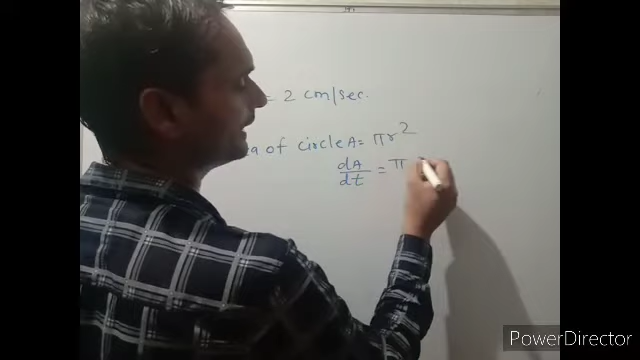 = 2 cm/sec.
a of circle A = πr²
dA/dt = π
PowerDirector